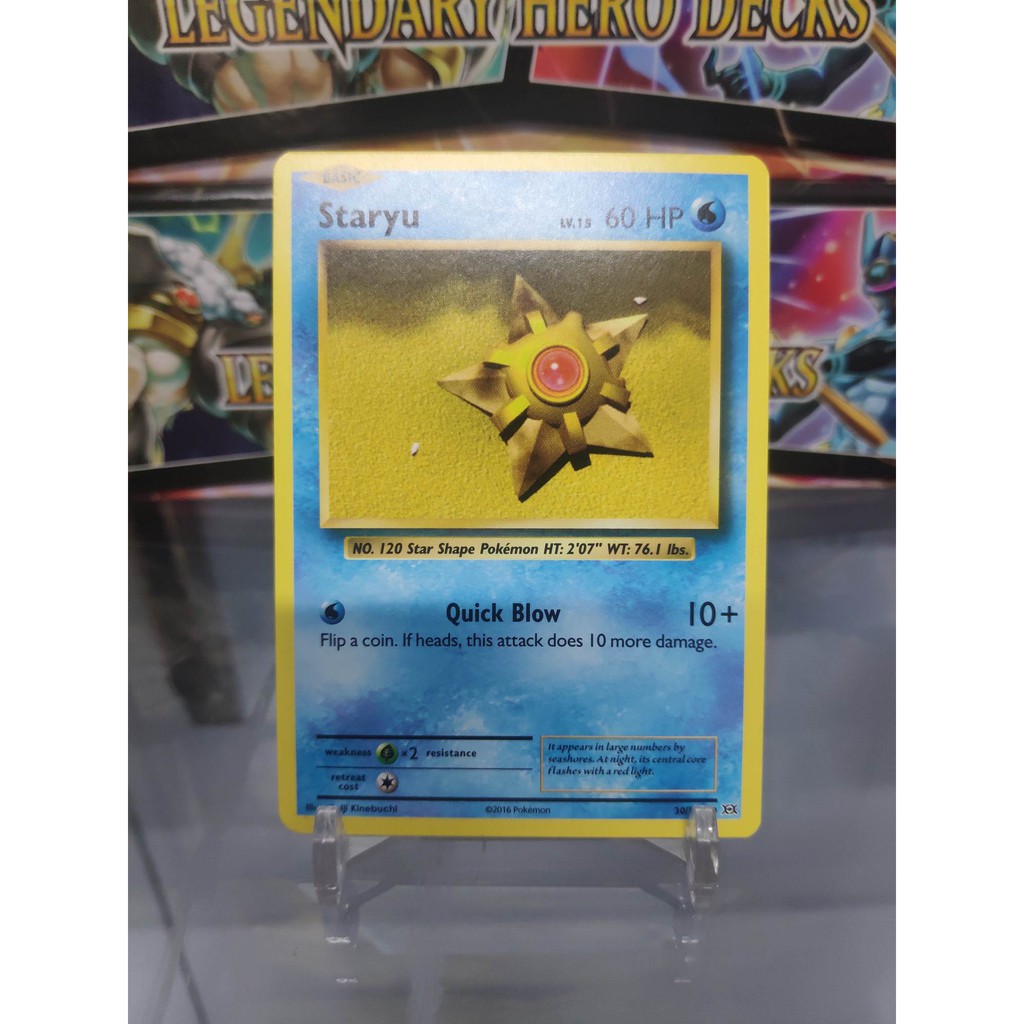 LEGENDARY HERO DECKS
BASIC
Staryu LV.15 60 HP
NO. 120 Star Shape Pokémon HT: 2'07" WT: 76.1 lbs.
Quick Blow 10+
Flip a coin. If heads, this attack does 10 more damage.
weakness ×2 resistance
retreat
cost
It appears in large numbers by
seashores. At night, its central core
flashes with a red light.
Kinebuchi ©2016 Pokémon